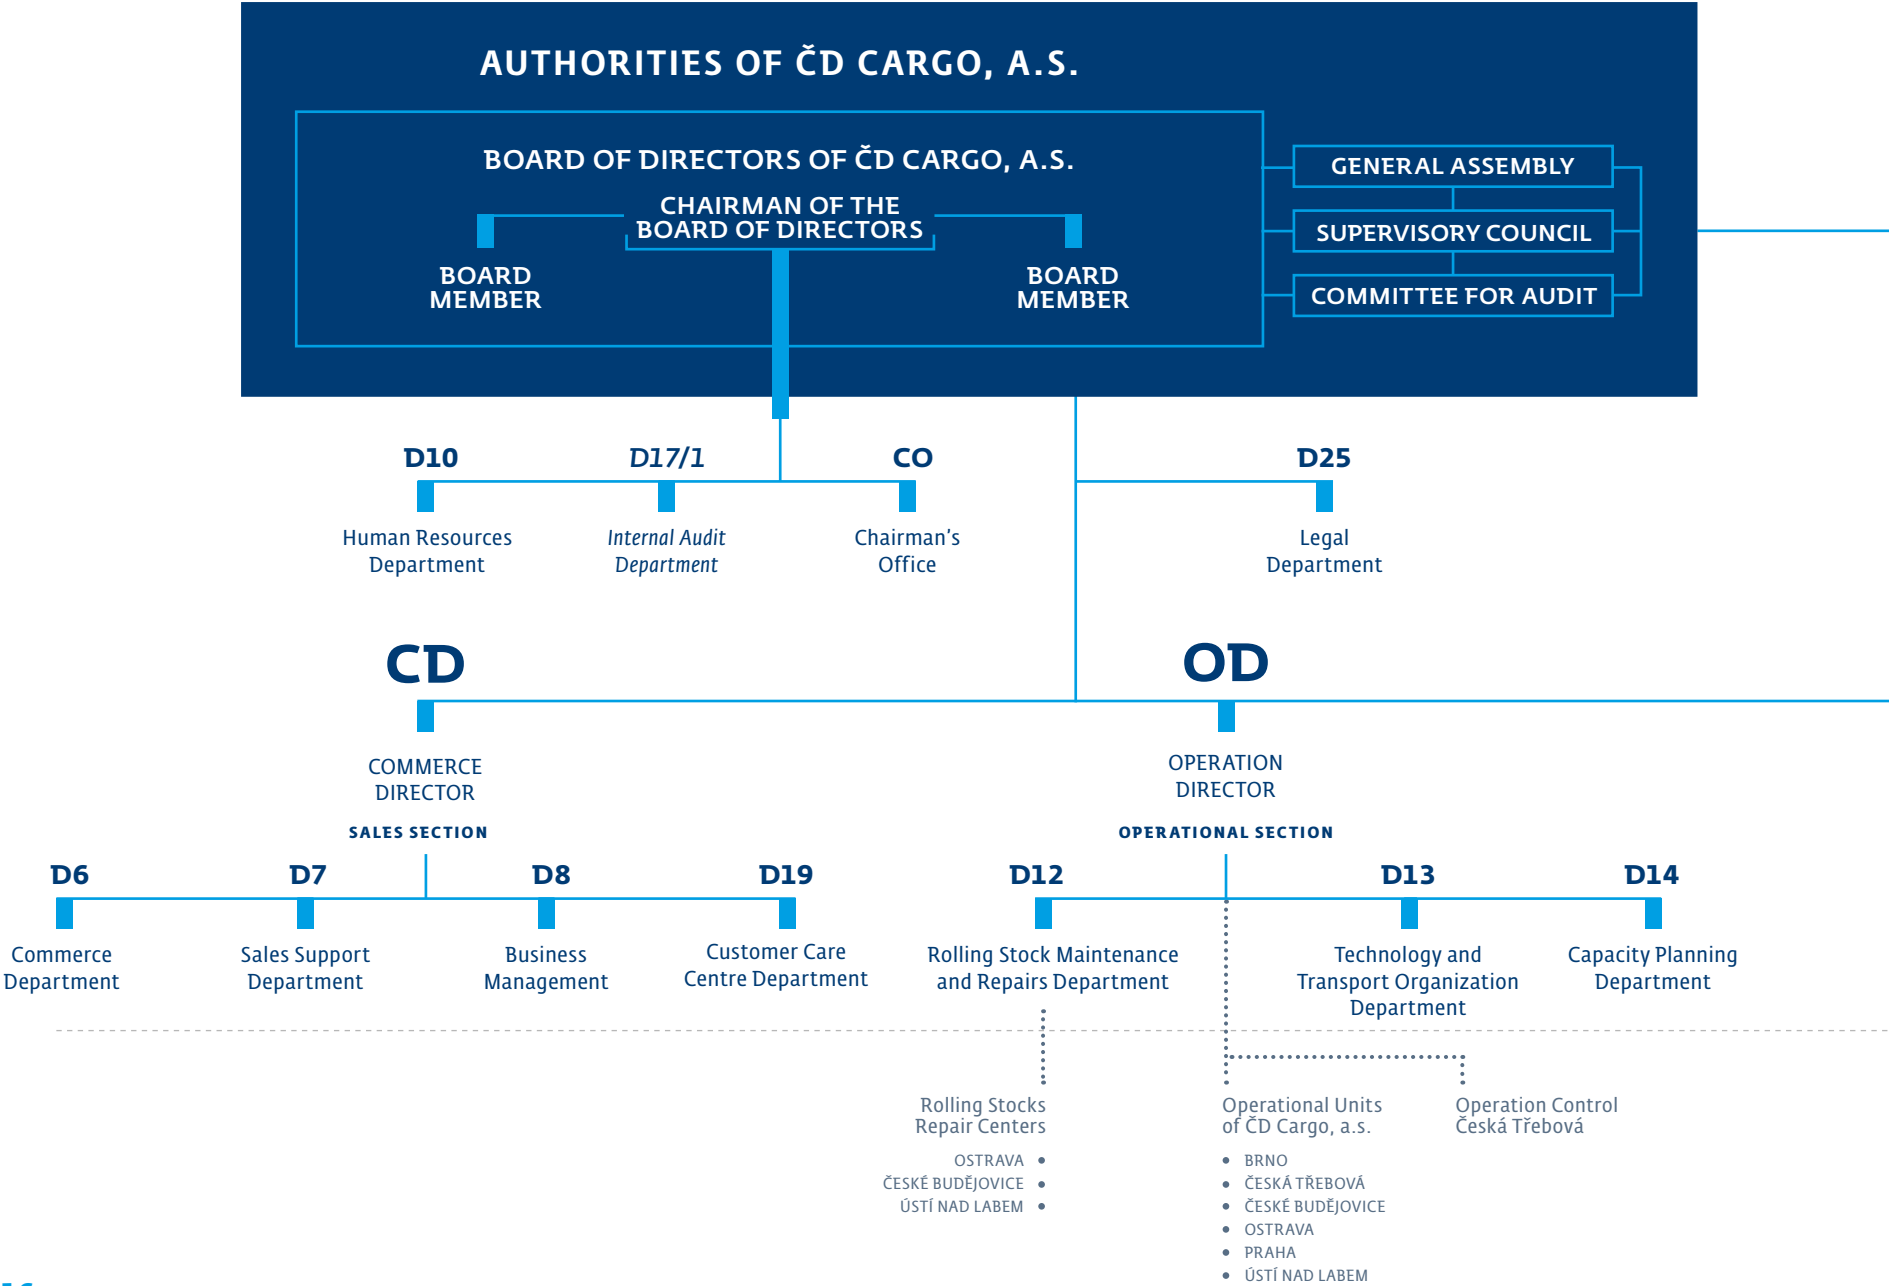 AUTHORITIES OF ČD CARGO, A.S.
BOARD OF DIRECTORS OF ČD CARGO, A.S.
CHAIRMAN OF THE
BOARD OF DIRECTORS
BOARD
MEMBER
BOARD
MEMBER
GENERAL ASSEMBLY
SUPERVISORY COUNCIL
COMMITTEE FOR AUDIT
D10
Human Resources
Department
D17/1
Internal Audit
Department
CO
Chairman's
Office
D25
Legal
Department
CD
COMMERCE
DIRECTOR
SALES SECTION
OD
OPERATION
DIRECTOR
OPERATIONAL SECTION
D6
Commerce
Department
D7
Sales Support
Department
D8
Business
Management
D19
Customer Care
Centre Department
D12
Rolling Stock Maintenance
and Repairs Department
D13
Technology and
Transport Organization
Department
D14
Capacity Planning
Department
Rolling Stocks
Repair Centers
OSTRAVA •
ČESKÉ BUDĚJOVICE •
ÚSTÍ NAD LABEM •
Operational Units
of ČD Cargo, a.s.
• BRNO
• ČESKÁ TŘEBOVÁ
• ČESKÉ BUDĚJOVICE
• OSTRAVA
• PRAHA
• ÚSTÍ NAD LABEM
Operation Control
Česká Třebová